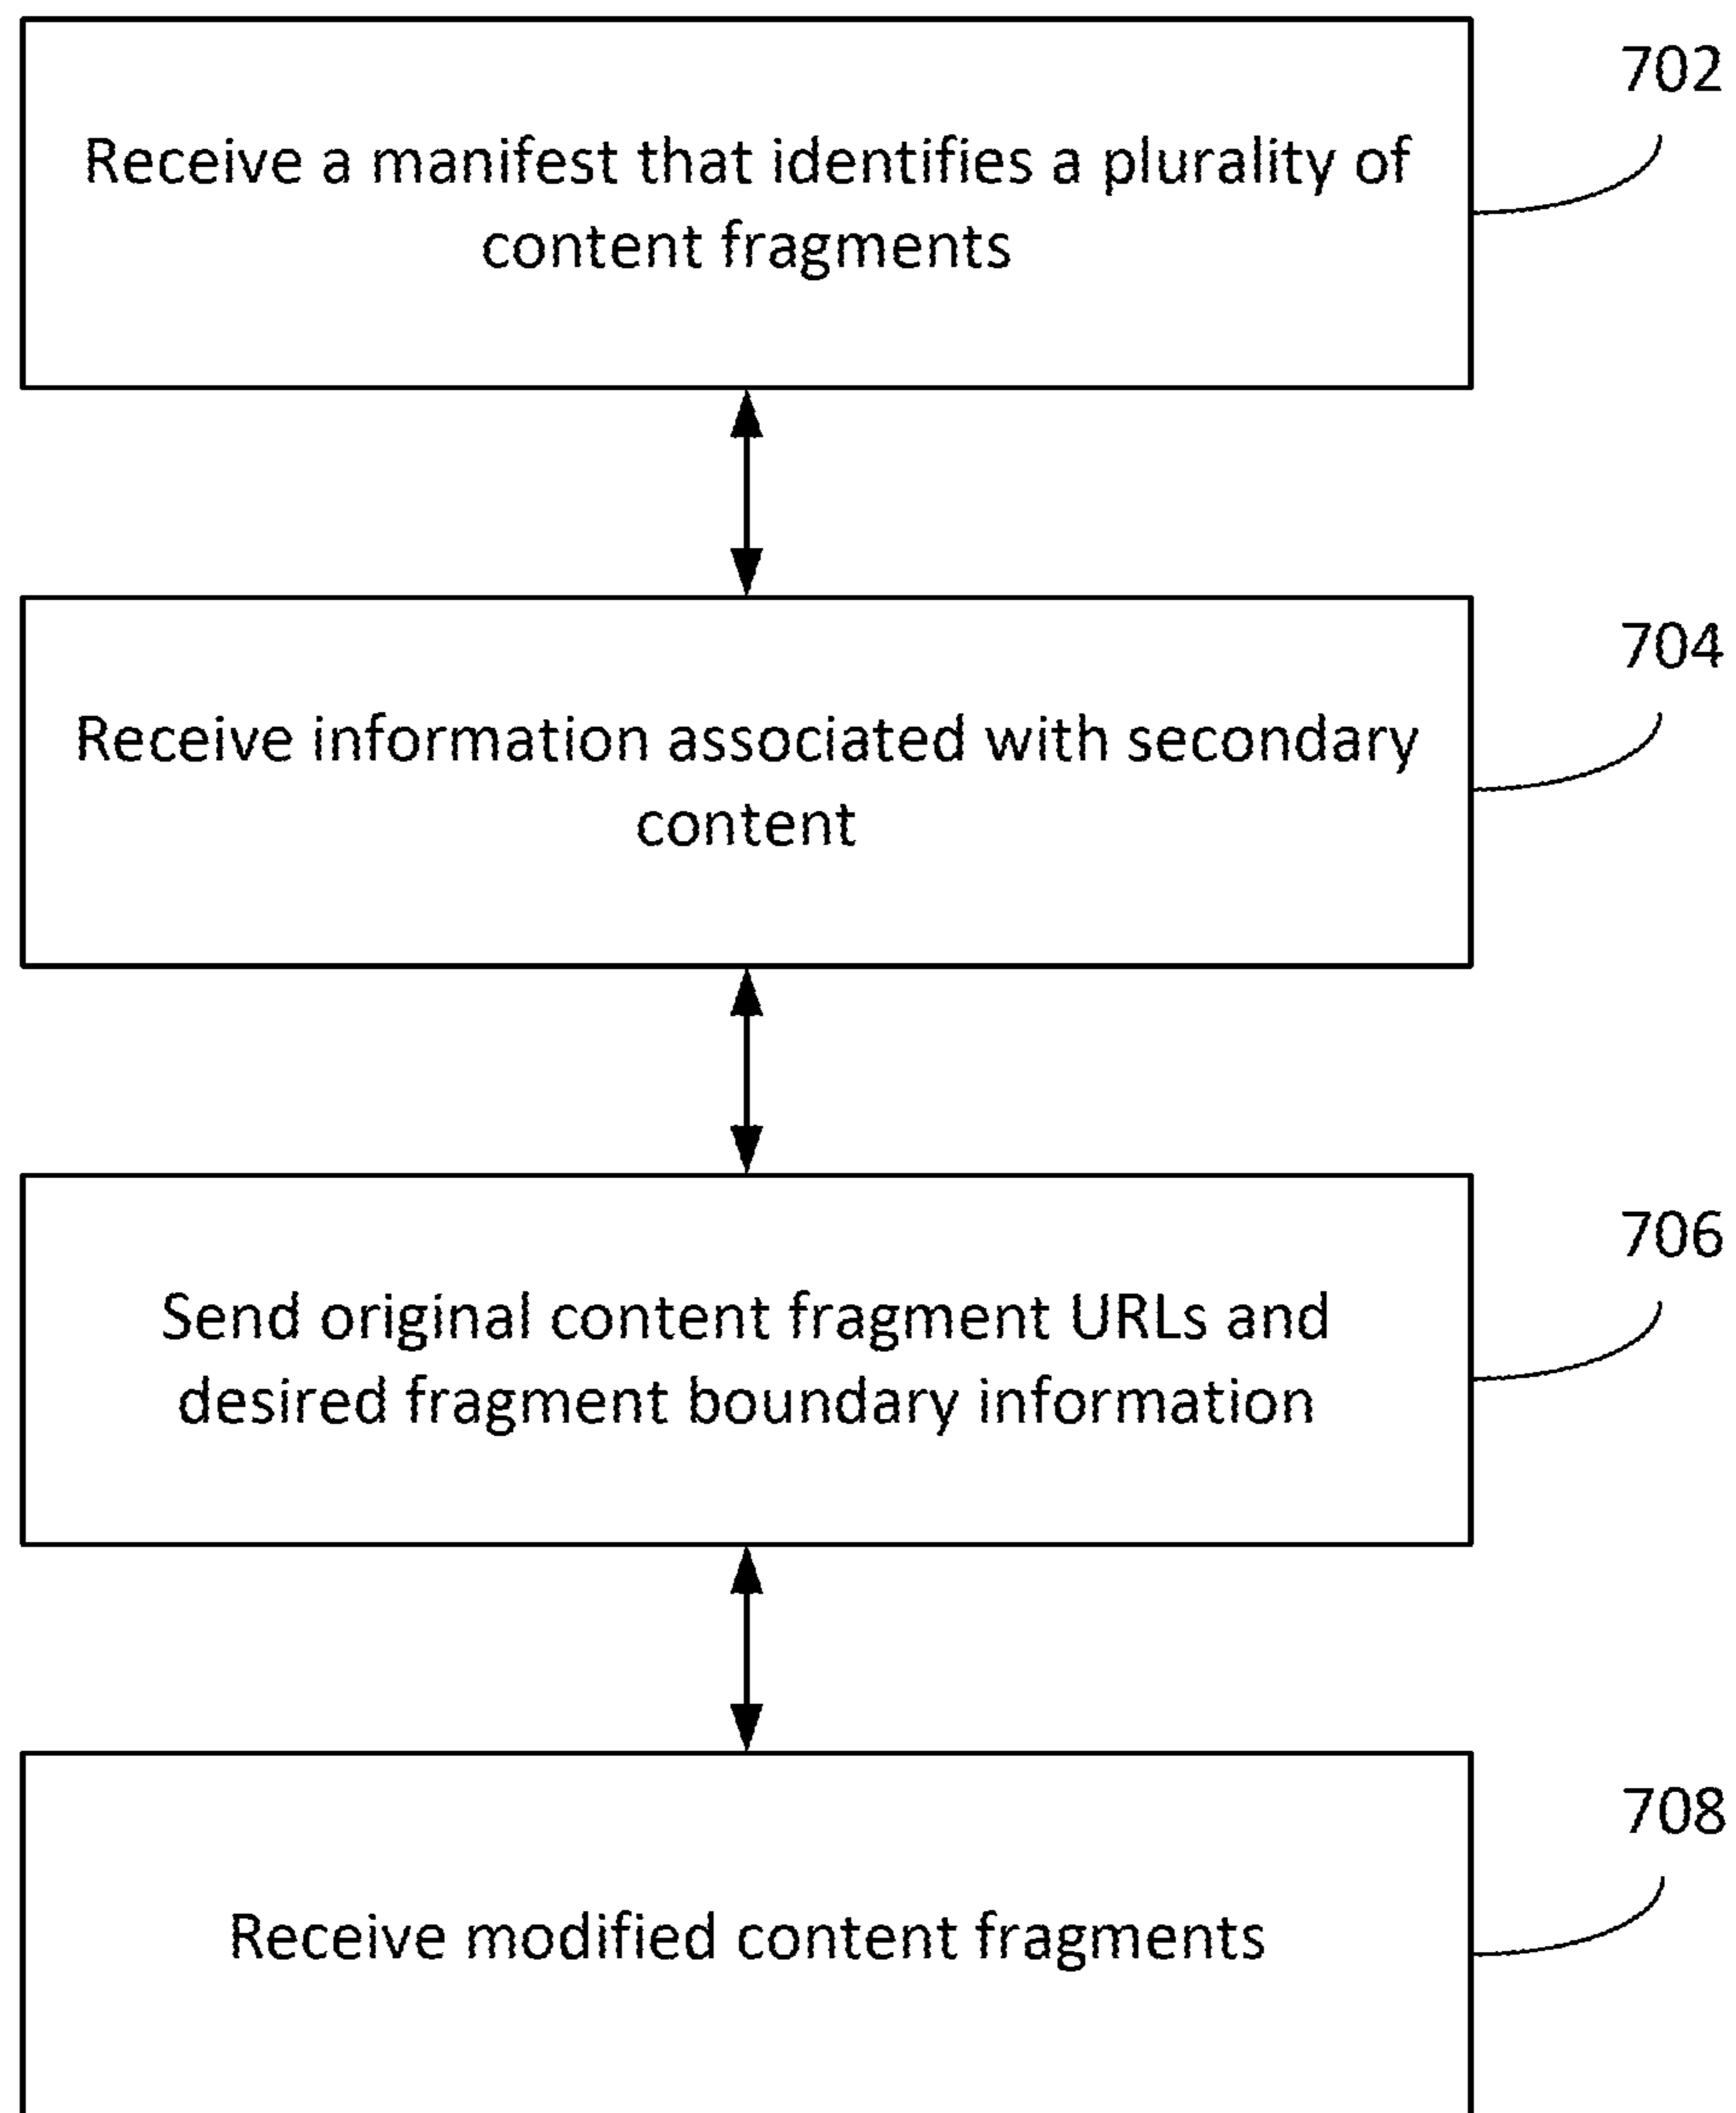 702
Receive a manifest that identifies a plurality of
content fragments
704
Receive information associated with secondary
content
706
Send original content fragment URLs and
desired fragment boundary information
708
Receive modified content fragments